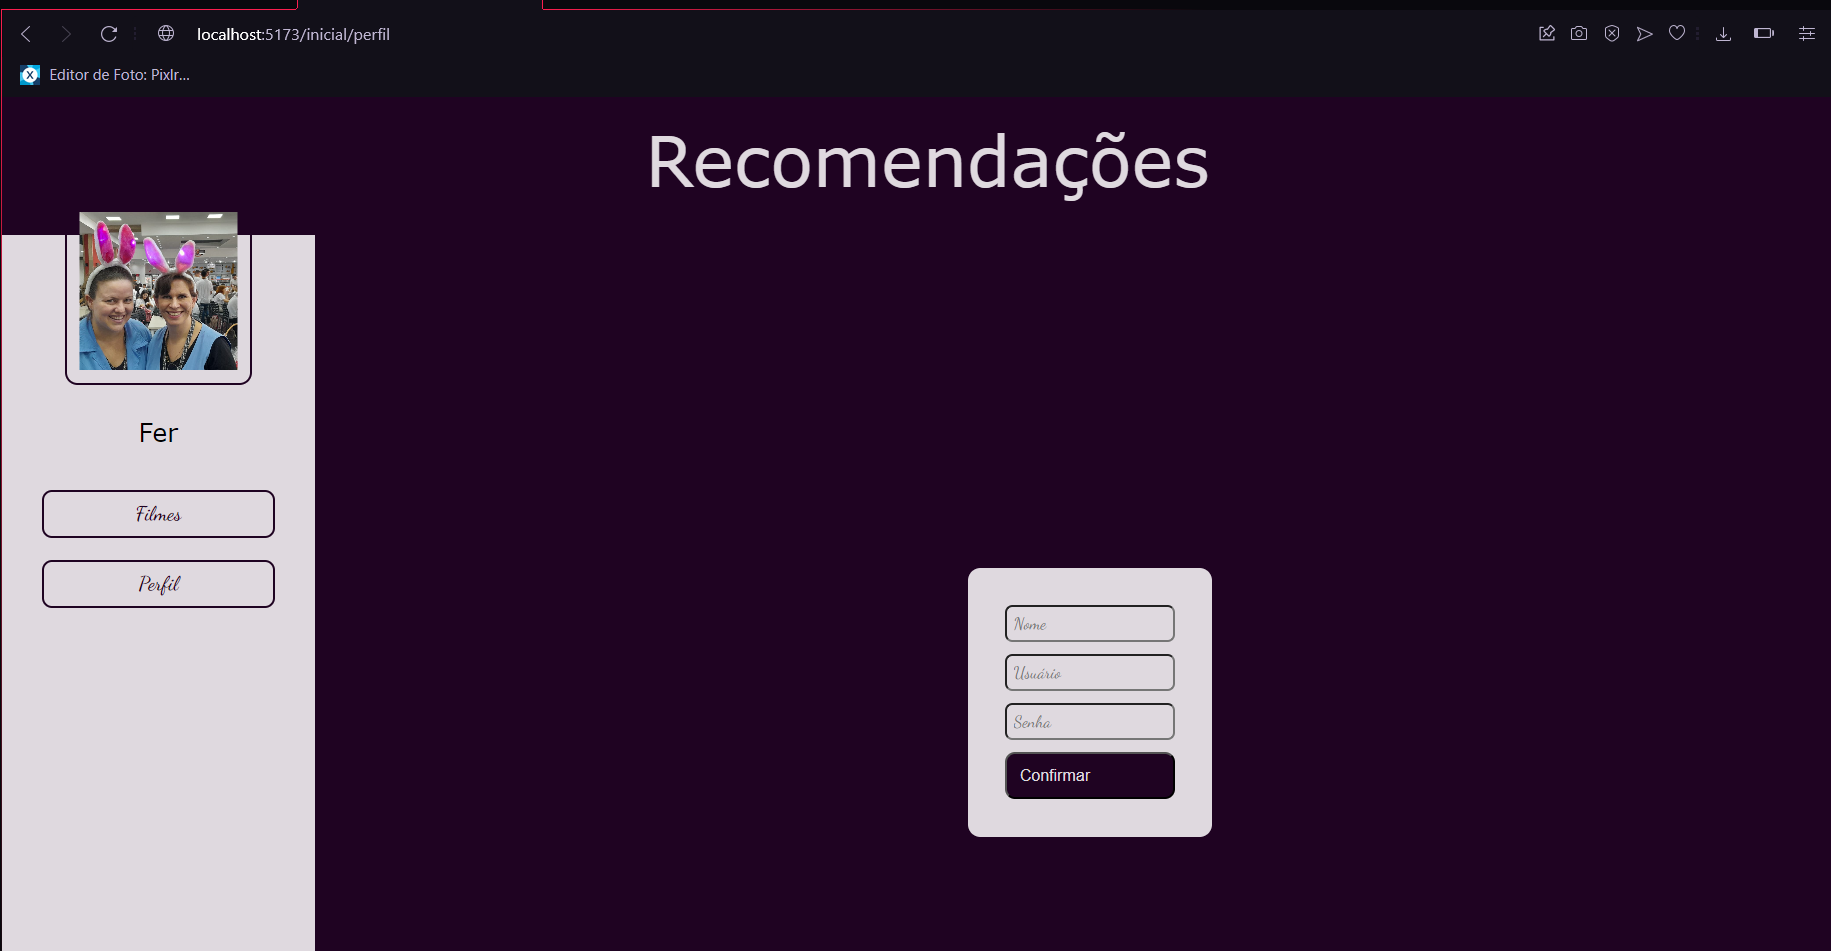 localhost:5173/inicial/perfil
Editor de Foto: Pixlr...
Recomendações
Fer
Filmes
Perfil
Nome
Usuário
Senha
Confirmar